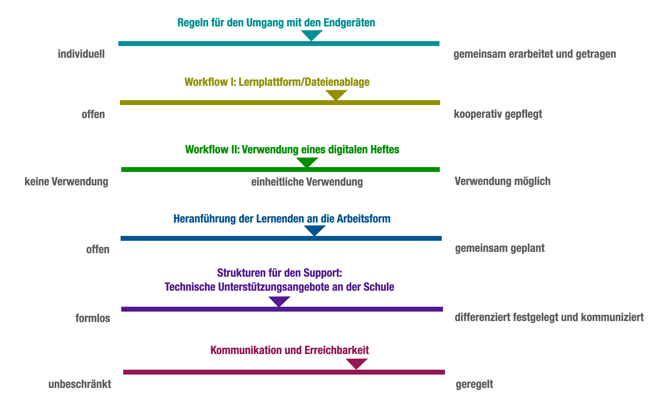 Regeln für den Umgang mit den Endgeräten
individuell
gemeinsam erarbeitet und getragen
Workflow I: Lernplattform/Dateienablage
offen
kooperativ gepflegt
Workflow II: Verwendung eines digitalen Heftes
keine Verwendung
einheitliche Verwendung
Verwendung möglich
Heranführung der Lernenden an die Arbeitsform
offen
gemeinsam geplant
Strukturen für den Support:
Technische Unterstützungsangebote an der Schule
formlos
differenziert festgelegt und kommuniziert
Kommunikation und Erreichbarkeit
unbeschränkt
geregelt